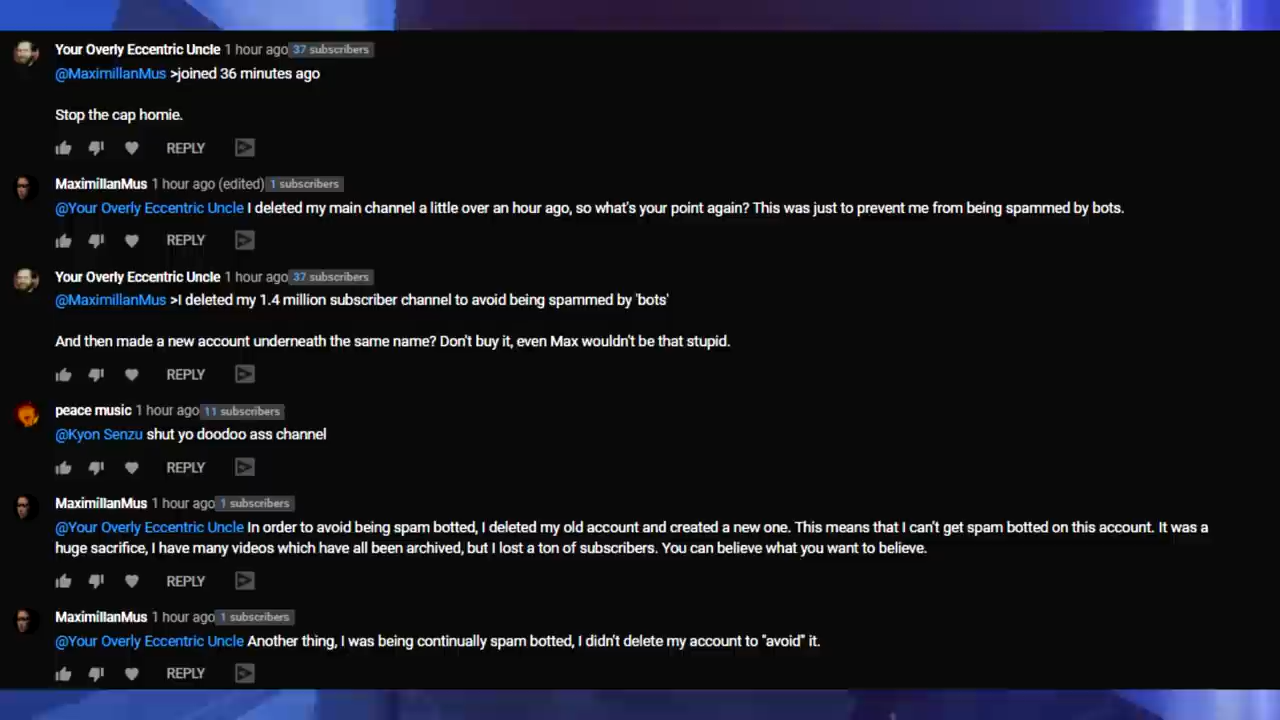 Your Overly Eccentric Uncle 1 hour ago 37 subscribers
@MaximillanMus >joined 36 minutes ago
Stop the cap homie.
REPLY
MaximillanMus 1 hour ago (edited) 1 subscribers
@Your Overly Eccentric Uncle I deleted my main channel a little over an hour ago, so what's your point again? This was just to prevent me from being spammed by bots.
REPLY
Your Overly Eccentric Uncle 1 hour ago 37 subscribers
@MaximillanMus >I deleted my 1.4 million subscriber channel to avoid being spammed by 'bots'
And then made a new account underneath the same name? Don't buy it, even Max wouldn't be that stupid.
REPLY
peace music 1 hour ago 11 subscribers
@Kyon Senzu shut yo doodoo ass channel
REPLY
MaximillanMus 1 hour ago 1 subscribers
@Your Overly Eccentric Uncle In order to avoid being spam botted, I deleted my old account and created a new one. This means that I can't get spam botted on this account. It was a
huge sacrifice, I have many videos which have all been archived, but I lost a ton of subscribers. You can believe what you want to believe.
REPLY
MaximillanMus 1 hour ago 1 subscribers
@Your Overly Eccentric Uncle Another thing, I was being continually spam botted, I didn't delete my account to "avoid" it.
REPLY